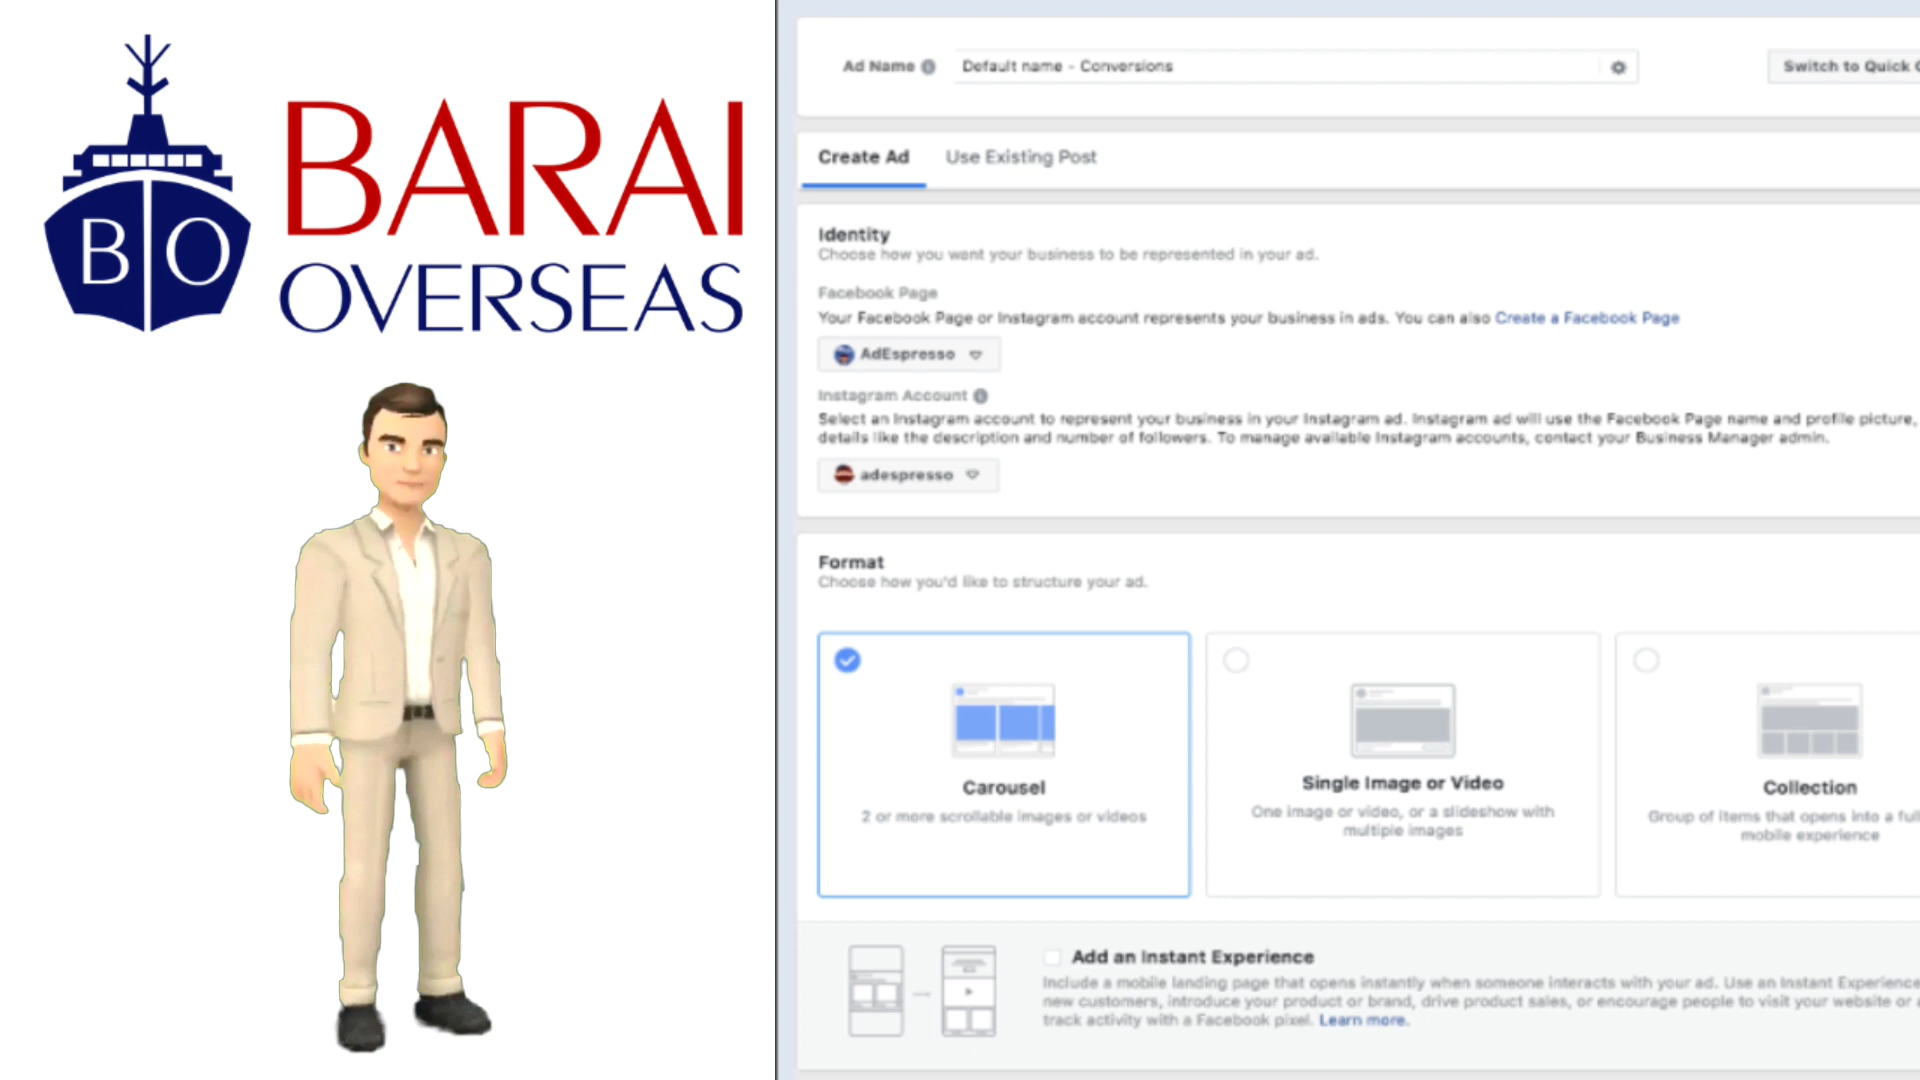 BARAI
OVERSEAS
B O
Ad Name
Default name - Conversions
Switch to Quick
Create Ad
Use Existing Post
Identity
Choose how you want your business to be represented in your ad.
Facebook Page
Your Facebook Page or Instagram account represents your business in ads. You can also Create a Facebook Page
AdEspresso
Instagram Account
Select an Instagram account to represent your business in your Instagram ad. Instagram ad will use the Facebook Page name and profile picture,
details like the description and number of followers. To manage available Instagram accounts, contact your Business Manager admin.
adespresso
Format
Choose how you'd like to structure your ad.
Carousel
2 or more scrollable images or videos
Single Image or Video
One image or video, or a slideshow with
multiple images
Collection
Group of items that opens into a full
mobile experience
Add an Instant Experience
Include a mobile landing page that opens instantly when someone interacts with your ad. Use an Instant Experience
new customers, introduce your product or brand, drive product sales, or encourage people to visit your website or
track activity with a Facebook pixel. Learn more.